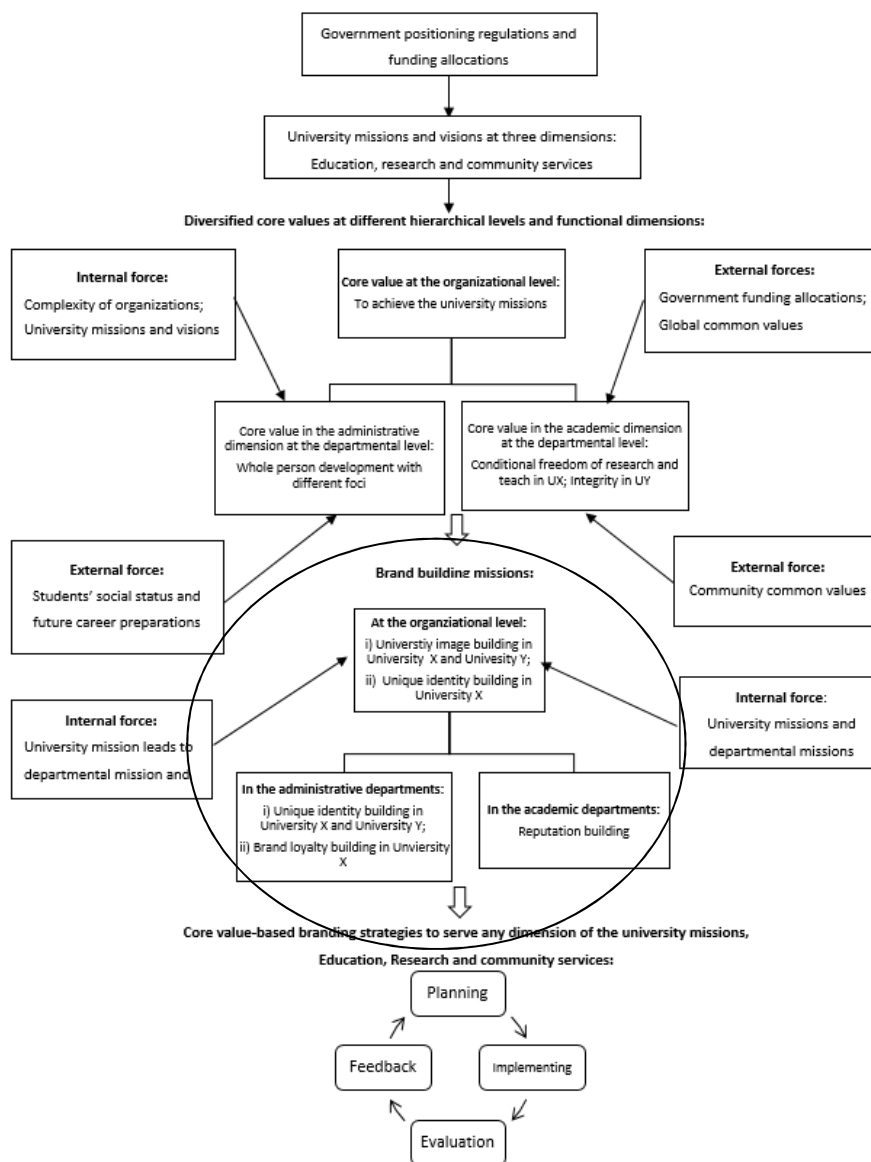 Government positioning regulations and
funding allocations
University missions and visions at three dimensions:
Education, research and community services
Diversified core values at different hierarchical levels and functional dimensions:
Internal force:
Complexity of organizations;
University missions and visions
Core value at the organizational level:
To achieve the university missions
External forces:
Government funding allocations;
Global common values
Core value in the administrative
dimension at the departmental level:
Whole person development with
different foci
Core value in the academic dimension
at the departmental level:
Conditional freedom of research and
teach in UX; Integrity in UY
External force:
Students' social status and
future career preparations
Brand building missions:
External force:
Community common values
At the organziational level:
i) Universtiy image building in
University X and Univesity Y;
ii) Unique identity building in
University X
Internal force:
University mission leads to
departmental mission and
Internal force:
University missions and
departmental missions
In the administrative departments:
i) Unique identity building in
University X and University Y;
ii) Brand loyalty building in Unviersity
X
In the academic departments:
Reputation building
Core value-based branding strategies to serve any dimension of the university missions,
Education, Research and community services:
Planning
Feedback
Implementing
Evaluation